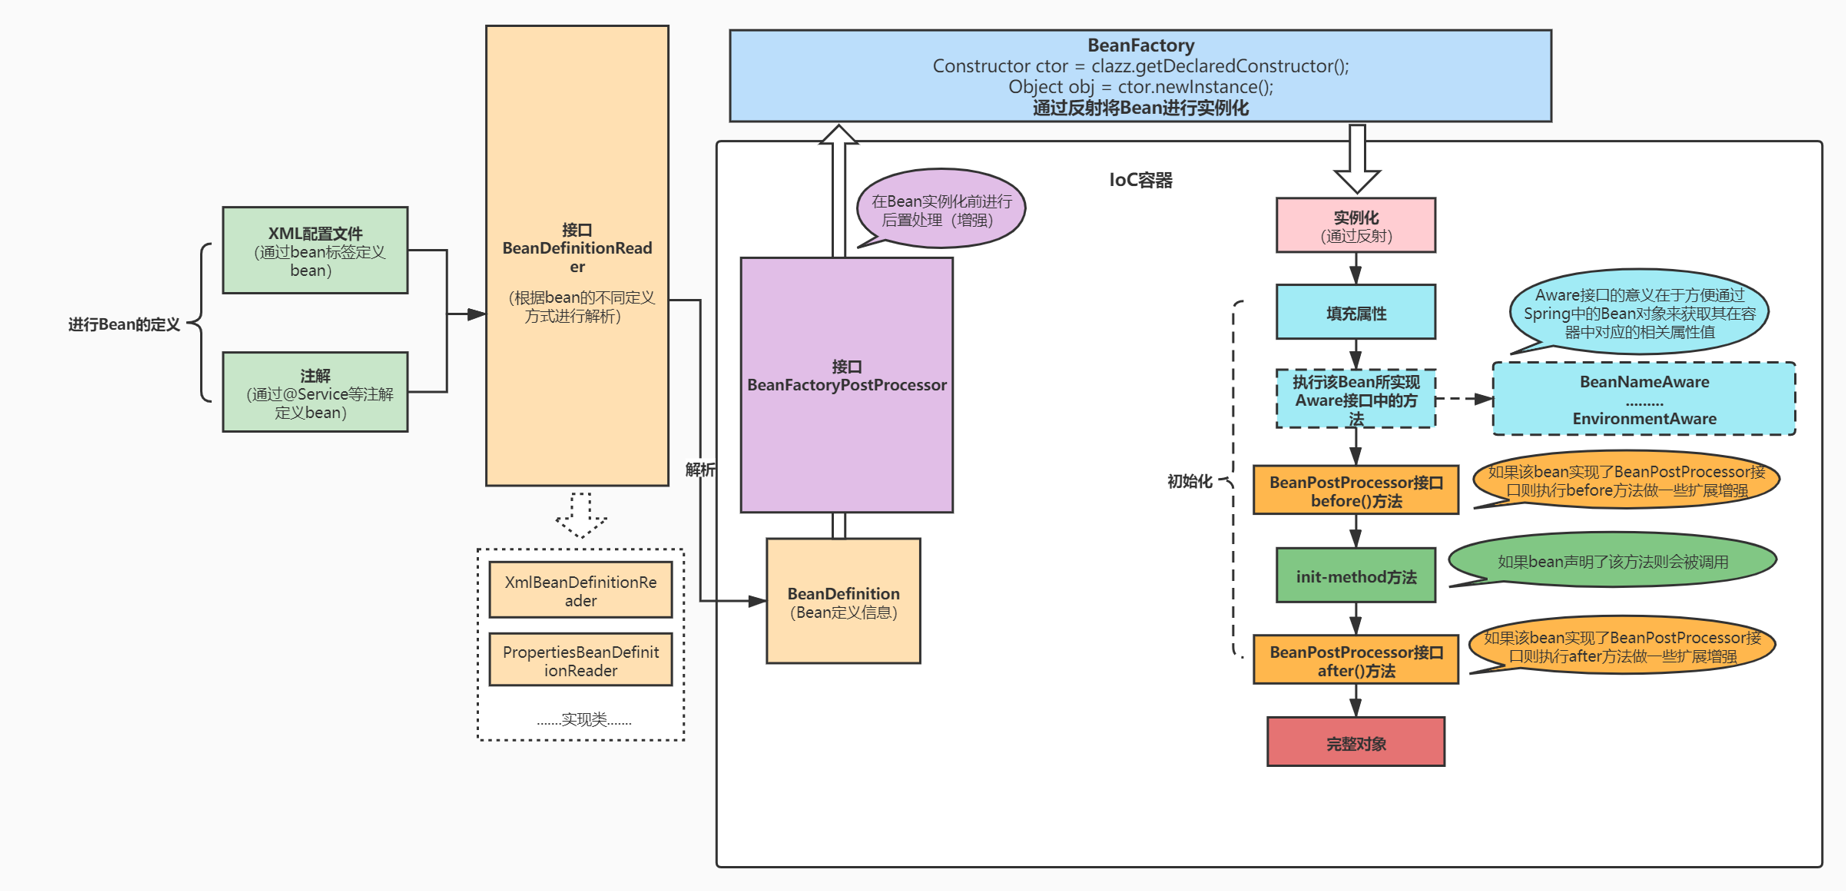 进行Bean的定义
XML配置文件
（通过bean标签定义
bean）
注解
（通过@Service等注解
定义bean）
接口
BeanDefinitionRead
er
（根据bean的不同定义
方式进行解析）
XmlBeanDefinitionRe
ader
PropertiesBeanDefinit
ionReader
.......实现类.......
解析
BeanFactory
Constructor ctor = clazz.getDeclaredConstructor();
Object obj = ctor.newInstance();
通过反射将Bean进行实例化
IoC容器
在Bean实例化前进行
后置处理（增强）
接口
BeanFactoryPostProcessor
BeanDefinition
（Bean定义信息）
实例化
（通过反射）
填充属性
Aware接口的意义在于方便通过
Spring中的Bean对象来获取其在容
器中对应的相关属性值
执行该Bean所实现
Aware接口中的方
法
BeanNameAware
.........
EnvironmentAware
初始化
BeanPostProcessor接口
before()方法
如果该bean实现了BeanPostProcessor接
口则执行before方法做一些扩展增强
init-method方法
如果bean声明了该方法则会被调用
BeanPostProcessor接口
after()方法
如果该bean实现了BeanPostProcessor接
口则执行after方法做一些扩展增强
完整对象